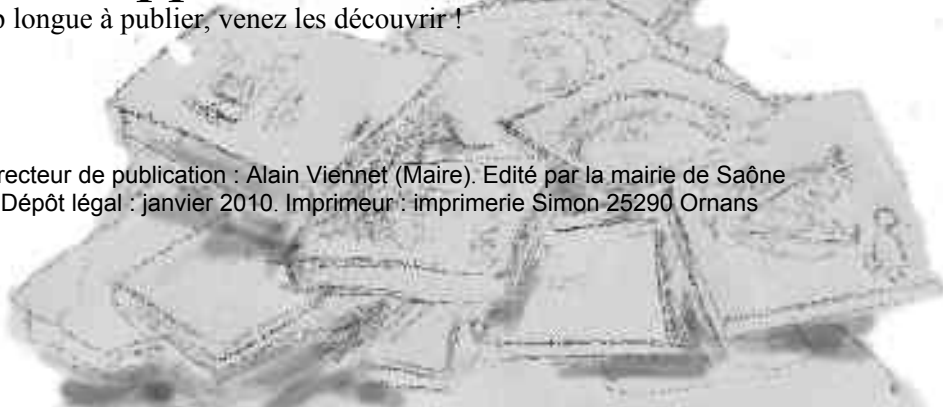 longue à publier, venez les découvrir !
recteur de publication : Alain Viennet (Maire). Edité par la mairie de Saône
Dépôt légal : janvier 2010. Imprimeur : imprimerie Simon 25290 Ornans